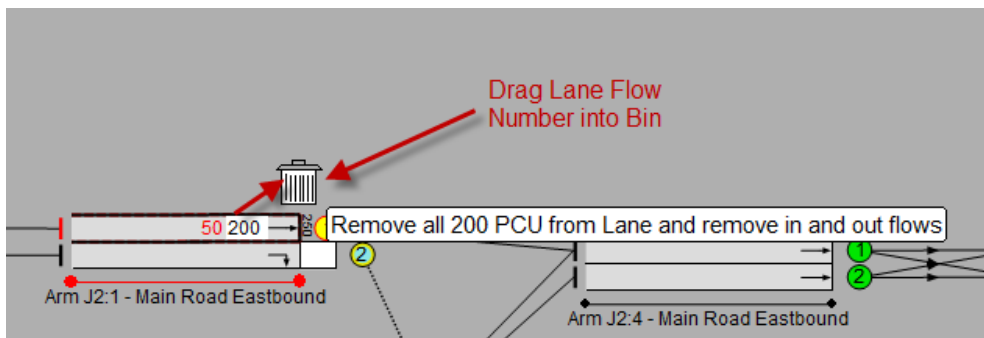 Drag Lane Flow
Number into Bin
50 200
250
Remove all 200 PCU from Lane and remove in and out flows
2
1
2
Arm J2:1 - Main Road Eastbound
Arm J2:4 - Main Road Eastbound